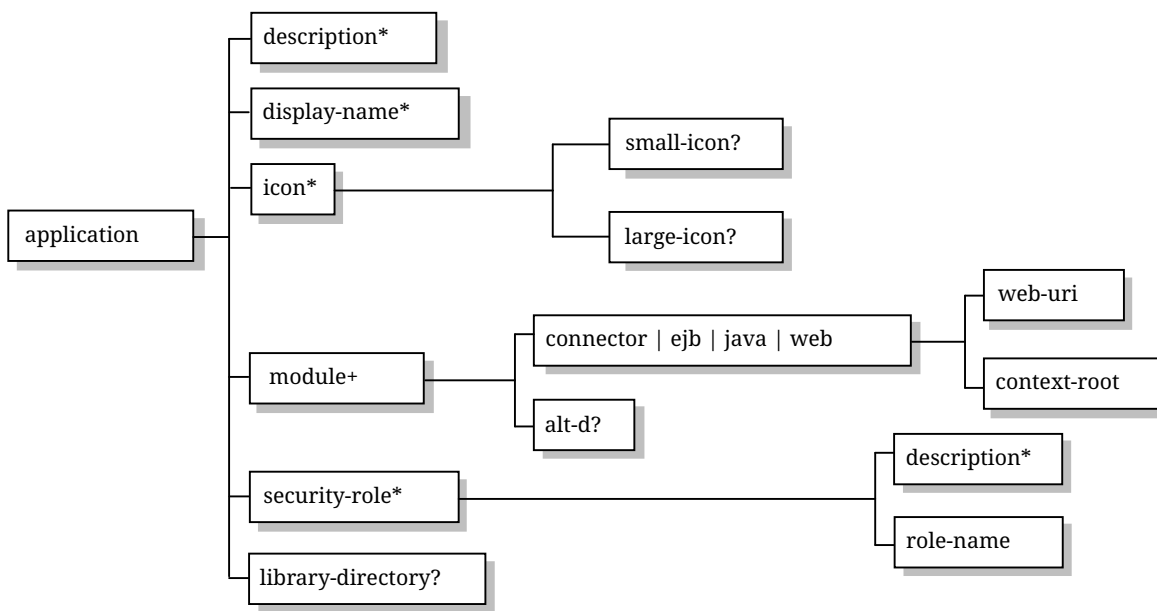 description*
display-name*
small-icon?
icon*
application
large-icon?
web-uri
connector | ejb | java | web
module+
context-root
alt-d?
description*
security-role*
role-name
library-directory?